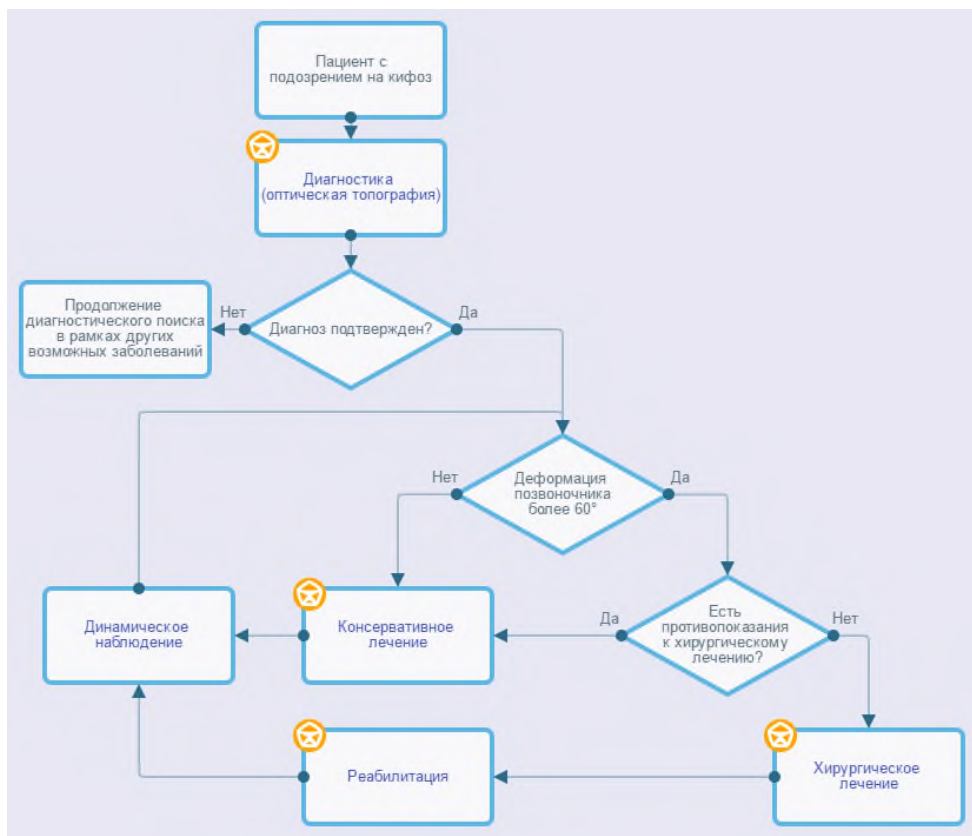 Пациент с
подозрением на кифоз
Диагностика
(оптическая топография)
Продолжение
диагностического поиска
в рамках других
возможных заболеваний
Нет
Диагноз подтвержден?
Да
Нет
Деформация
позвоночника
более 60°
Да
Динамическое
наблюдение
Консервативное
лечение
Да
Есть
противопоказания
к хирургическому
лечению?
Нет
Реабилитация
Хирургическое
лечение